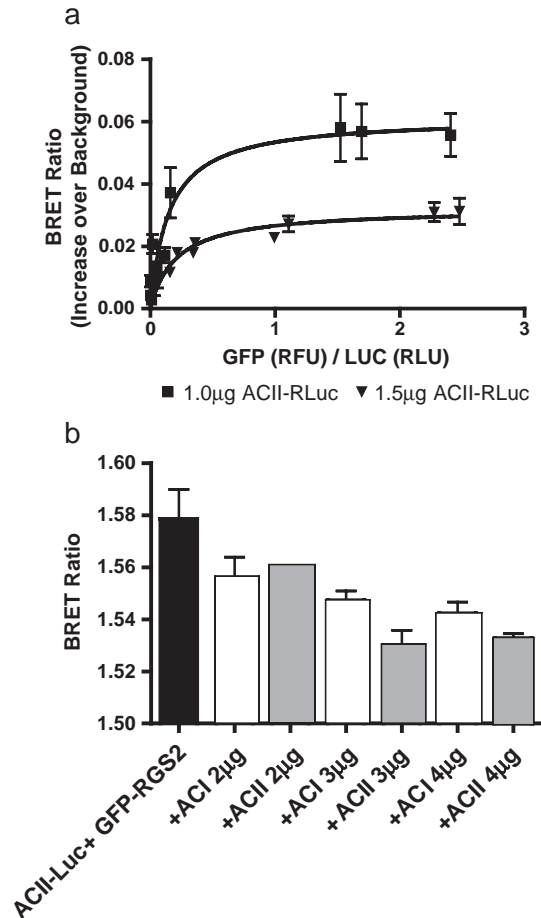 a
BRET Ratio
(Increase over Background)
0.08
0.06
0.04
0.02
0.00
0 1 2 3
GFP (RFU) / LUC (RLU)
■ 1.0µg ACII-RLuc ▼ 1.5µg ACII-RLuc
b
BRET Ratio
1.60
1.58
1.56
1.54
1.52
1.50
ACII-Luc+ GFP-RGS2
+ACI 2µg
+ACII 2µg
+ACI 3µg
+ACII 3µg
+ACI 4µg
+ACII 4µg